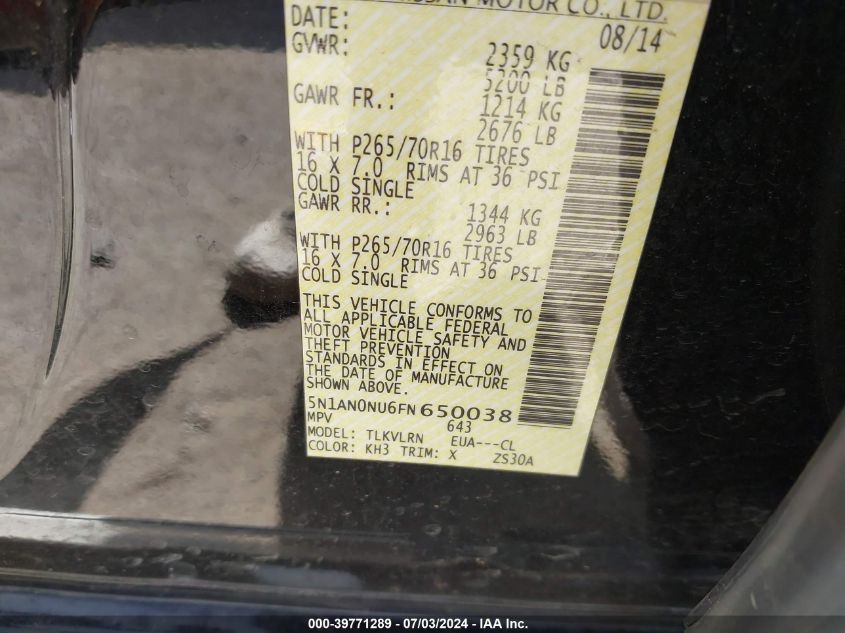 MOTOR CO., LTD.
DATE: 08/14
GVWR: 2359 KG
5200 LB
GAWR FR.: 1214 KG
2676 LB
WITH P265/70R16 TIRES
16 X 7.0 RIMS AT 36 PSI
COLD SINGLE
GAWR RR.: 1344 KG
2963 LB
WITH P265/70R16 TIRES
16 X 7.0 RIMS AT 36 PSI
COLD SINGLE
THIS VEHICLE CONFORMS TO
ALL APPLICABLE FEDERAL
MOTOR VEHICLE SAFETY AND
THEFT PREVENTION
STANDARDS IN EFFECT ON
THE DATE OF MANUFACTURE
SHOWN ABOVE.
5N1AN0NU6FN650038
MPV 643
MODEL: TLKVLRN EUA---CL
COLOR: KH3 TRIM: X ZS30A
000-39771289 - 07/03/2024 - © IAA Inc.